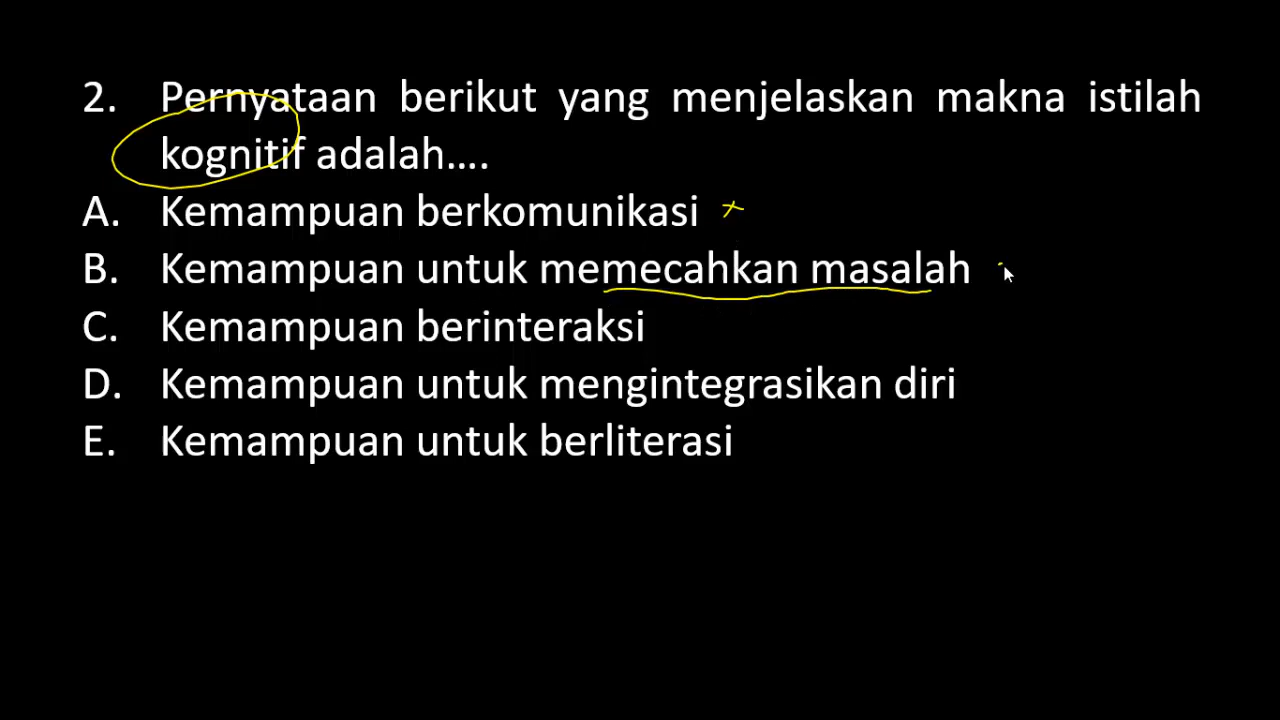 2. Pernyataan berikut yang menjelaskan makna istilah
kognitif adalah....
A. Kemampuan berkomunikasi
B. Kemampuan untuk memecahkan masalah
C. Kemampuan berinteraksi
D. Kemampuan untuk mengintegrasikan diri
E. Kemampuan untuk berliterasi